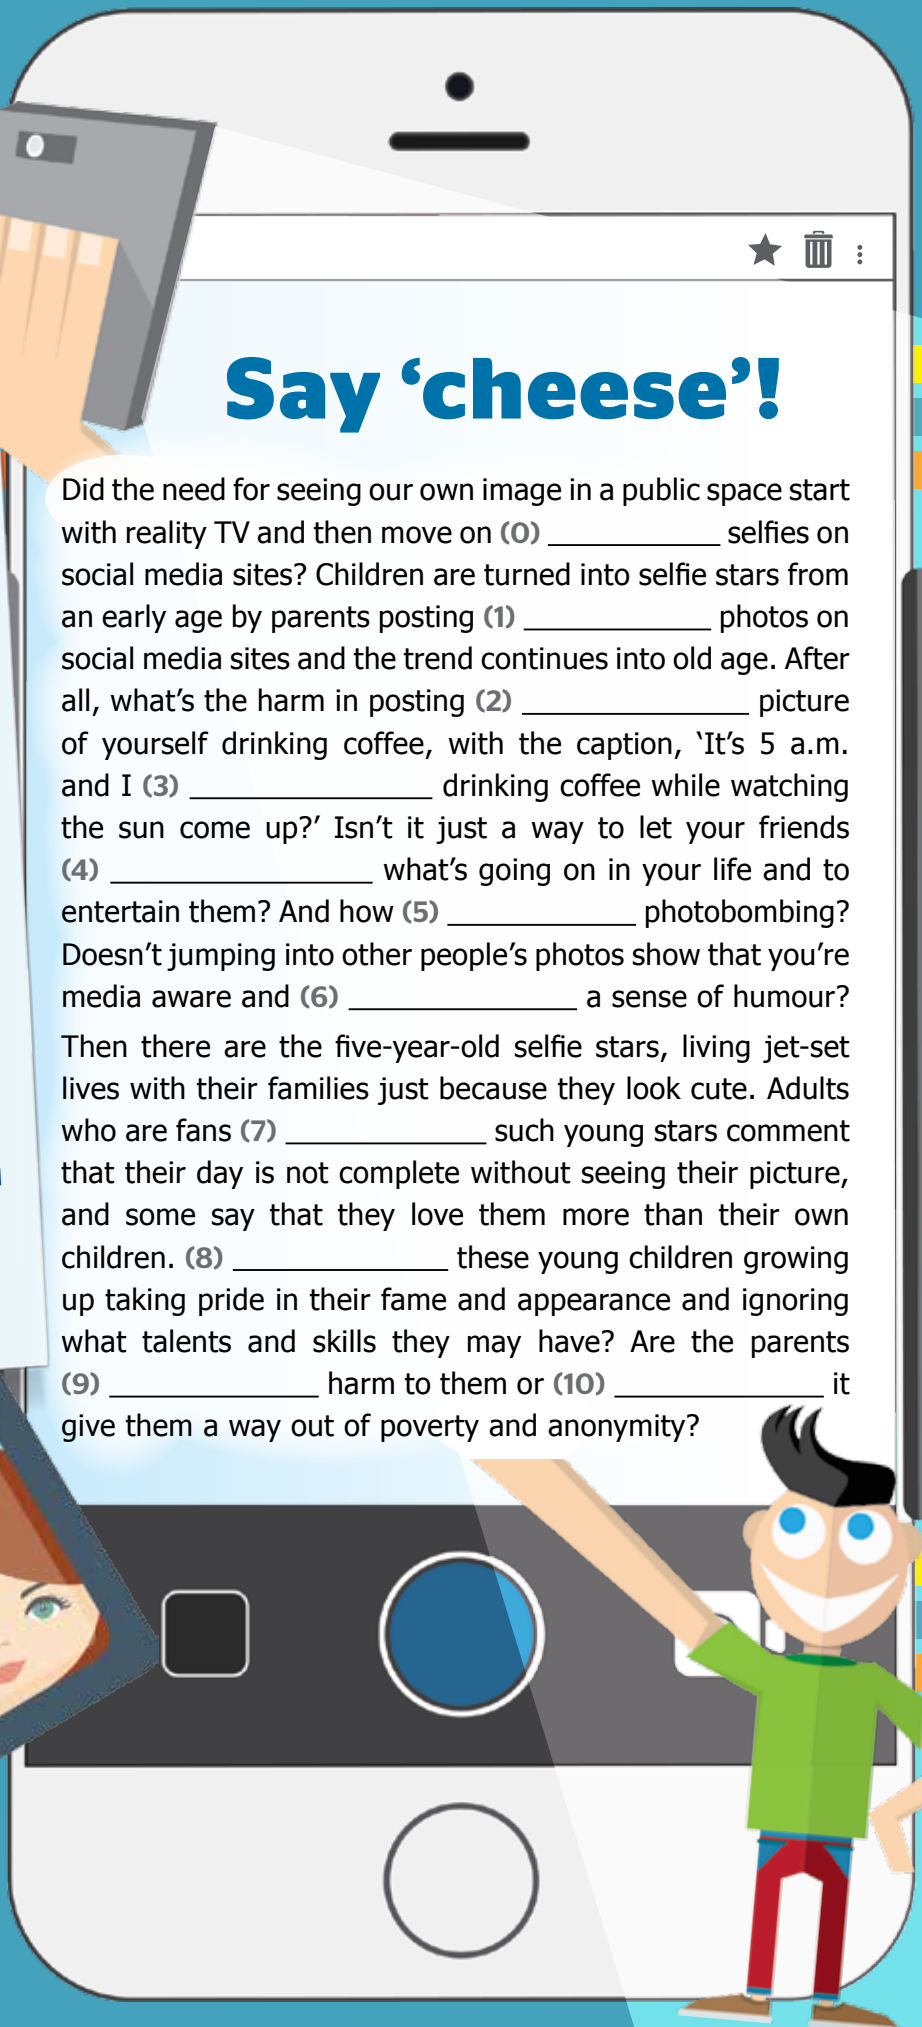 Say ‘cheese’!
Did the need for seeing our own image in a public space start
with reality TV and then move on (0) ___________ selfies on
social media sites? Children are turned into selfie stars from
an early age by parents posting (1) ____________ photos on
social media sites and the trend continues into old age. After
all, what’s the harm in posting (2) _______________ picture
of yourself drinking coffee, with the caption, ‘It’s 5 a.m.
and I (3) ________________ drinking coffee while watching
the sun come up?’ Isn’t it just a way to let your friends
(4) _________________ what’s going on in your life and to
entertain them? And how (5) ____________ photobombing?
Doesn’t jumping into other people’s photos show that you’re
media aware and (6) _______________ a sense of humour?
Then there are the five-year-old selfie stars, living jet-set
lives with their families just because they look cute. Adults
who are fans (7) _____________ such young stars comment
that their day is not complete without seeing their picture,
and some say that they love them more than their own
children. (8) ______________ these young children growing
up taking pride in their fame and appearance and ignoring
what talents and skills they may have? Are the parents
(9) ______________ harm to them or (10) ______________ it
give them a way out of poverty and anonymity?